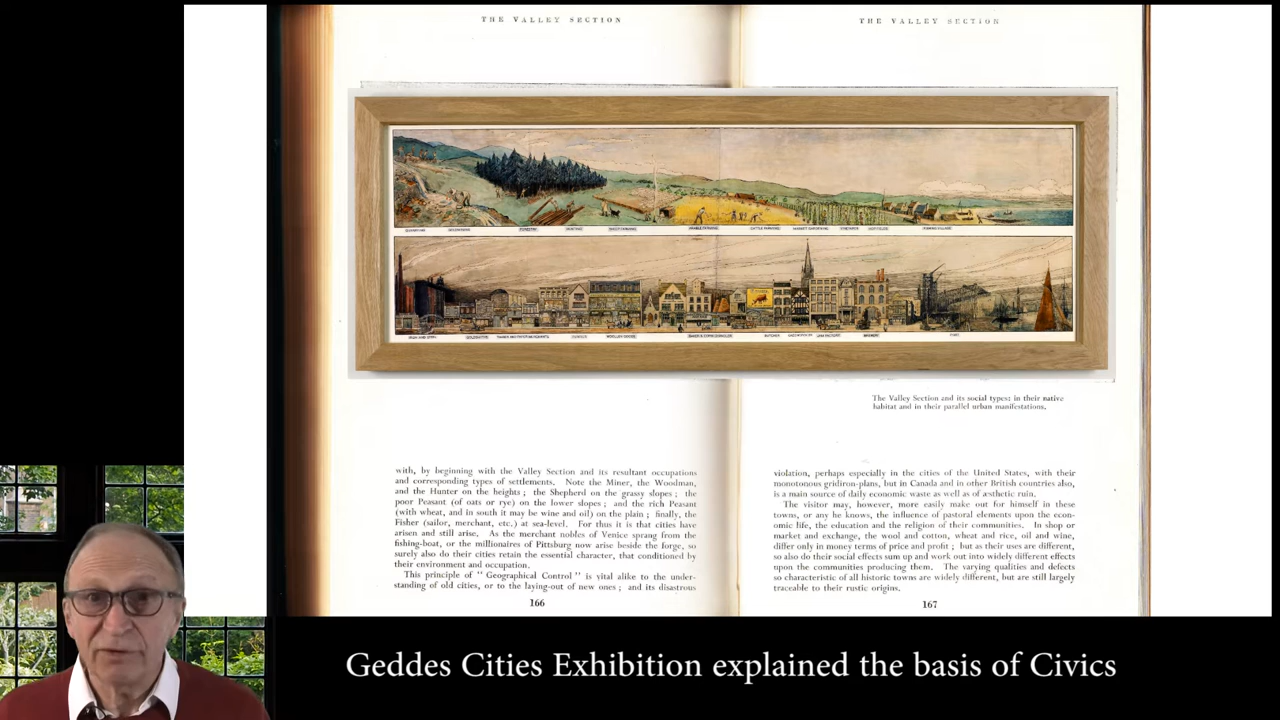 THE VALLEY SECTION
THE VALLEY SECTION
The Valley Section and its social types: in their native
habitat and in their parallel urban manifestations.
with, by beginning with the Valley Section and its resultant occupations
and corresponding types of settlements. Note the Miner, the Woodman,
and the Hunter on the heights; the Shepherd on the grassy slopes; the
poor Peasant (of oats or rye) on the lower slopes; and the rich Peasant
(with wheat, and in south it may be wine and oil) on the plain; finally, the
Fisher (sailor, merchant, etc.) at sea-level. For thus it is that cities have
arisen and still arise. As the merchant nobles of Venice sprang from the
fishing-boat, or the millionaires of Pittsburg now arise beside the forge, so
surely also do their cities retain the essential character, that conditioned by
their environment and occupation.
This principle of "Geographical Control" is vital alike to the under-
standing of old cities, or to the laying-out of new ones; and its disastrous
166
violation, perhaps especially in the cities of the United States, with their
monotonous gridiron-plans, but in Canada and in other British countries also,
is a main source of daily economic waste as well as of æsthetic ruin.
The visitor may, however, more easily make out for himself in these
towns, or any he knows, the influence of pastoral elements upon the econ-
omic life, the education and the religion of their communities. In shop or
market and exchange, the wool and cotton, wheat and rice, oil and wine,
differ only in money terms of price and profit; but as their uses are different,
so also do their social effects sum up and work out into widely different effects
upon the communities producing them. The varying qualities and defects
so characteristic of all historic towns are widely different, but are still largely
traceable to their rustic origins.
167
Geddes Cities Exhibition explained the basis of Civics